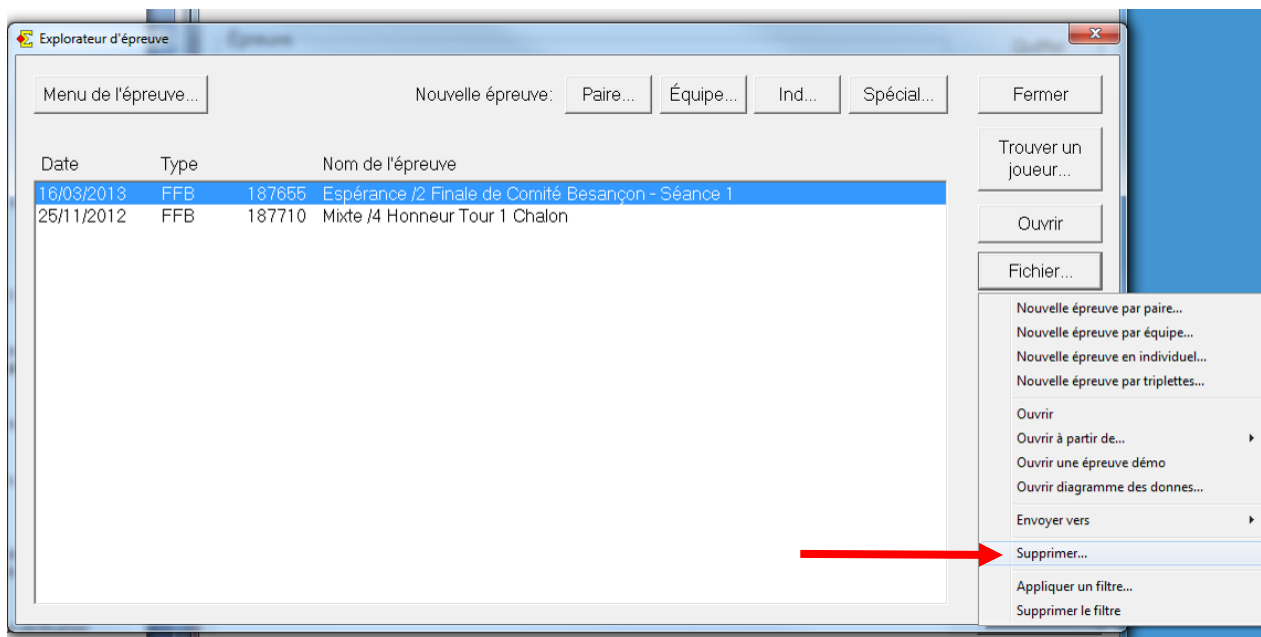 Explorateur d'épreuve
Menu de l'épreuve...
Nouvelle épreuve:
Paire...
Équipe...
Ind...
Spécial...
Fermer
Trouver un
joueur...
Ouvrir
Fichier...
Date Type Nom de l'épreuve
16/03/2013 FFB 187655 Espérance /2 Finale de Comité Besançon - Séance 1
25/11/2012 FFB 187710 Mixte /4 Honneur Tour 1 Chalon
Nouvelle épreuve par paire...
Nouvelle épreuve par équipe...
Nouvelle épreuve en individuel...
Nouvelle épreuve par triplettes...
Ouvrir
Ouvrir à partir de...
Ouvrir une épreuve démo
Ouvrir diagramme des donnes...
Envoyer vers
Supprimer...
Appliquer un filtre...
Supprimer le filtre